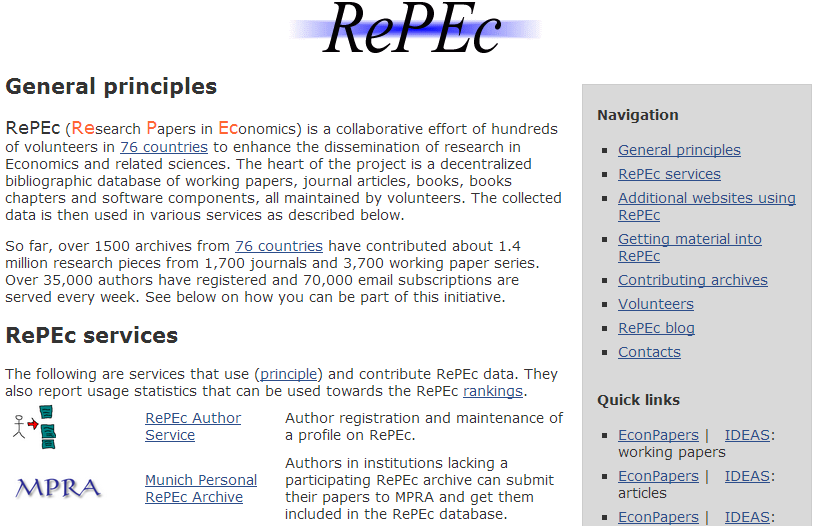 RePEc
General principles
RePEc (Research Papers in Economics) is a collaborative effort of hundreds
of volunteers in 76 countries to enhance the dissemination of research in
Economics and related sciences. The heart of the project is a decentralized
bibliographic database of working papers, journal articles, books, books
chapters and software components, all maintained by volunteers. The collected
data is then used in various services as described below.
So far, over 1500 archives from 76 countries have contributed about 1.4
million research pieces from 1,700 journals and 3,700 working paper series.
Over 35,000 authors have registered and 70,000 email subscriptions are
served every week. See below on how you can be part of this initiative.
RePEc services
The following are services that use (principle) and contribute RePEc data. They
also report usage statistics that can be used towards the RePEc rankings.
RePEc Author
Service
Author registration and maintenance of
a profile on RePEc.
MPRA
Munich Personal
RePEc Archive
Authors in institutions lacking a
participating RePEc archive can submit
their papers to MPRA and get them
included in the RePEc database.
Navigation
General principles
RePEc services
Additional websites using
RePEc
Getting material into
RePEc
Contributing archives
Volunteers
RePEc blog
Contacts
Quick links
EconPapers | IDEAS:
working papers
EconPapers | IDEAS:
articles
EconPapers | IDEAS: